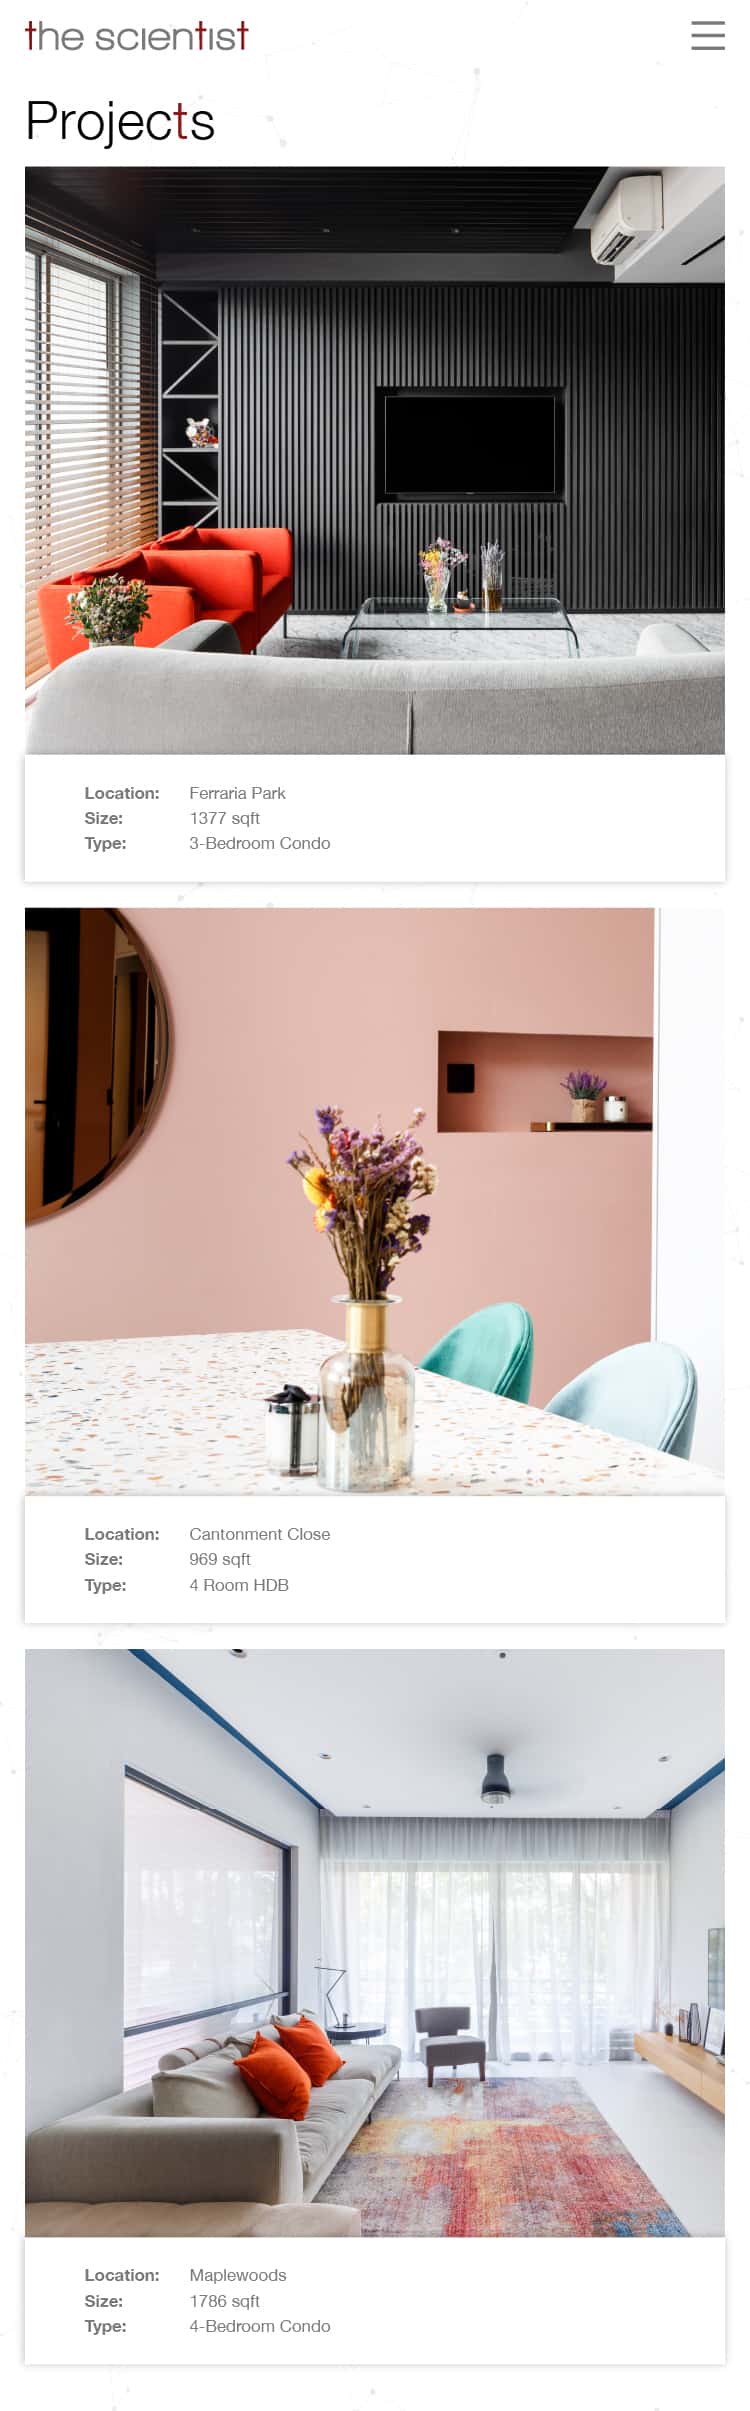 the scientist
Projects
Location: Ferraria Park
Size: 1377 sqft
Type: 3-Bedroom Condo
Location: Cantonment Close
Size: 969 sqft
Type: 4 Room HDB
Location: Maplewoods
Size: 1786 sqft
Type: 4-Bedroom Condo